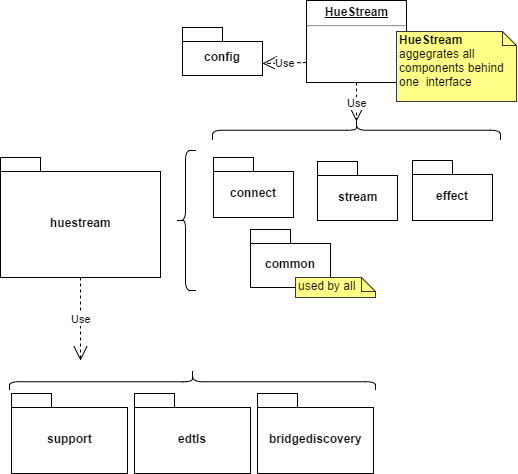 HueStream
HueStream
aggegrates all
components behind
one interface
config
Use
Use
connect
stream
effect
huestream
common
used by all
Use
support
edtls
bridgediscovery